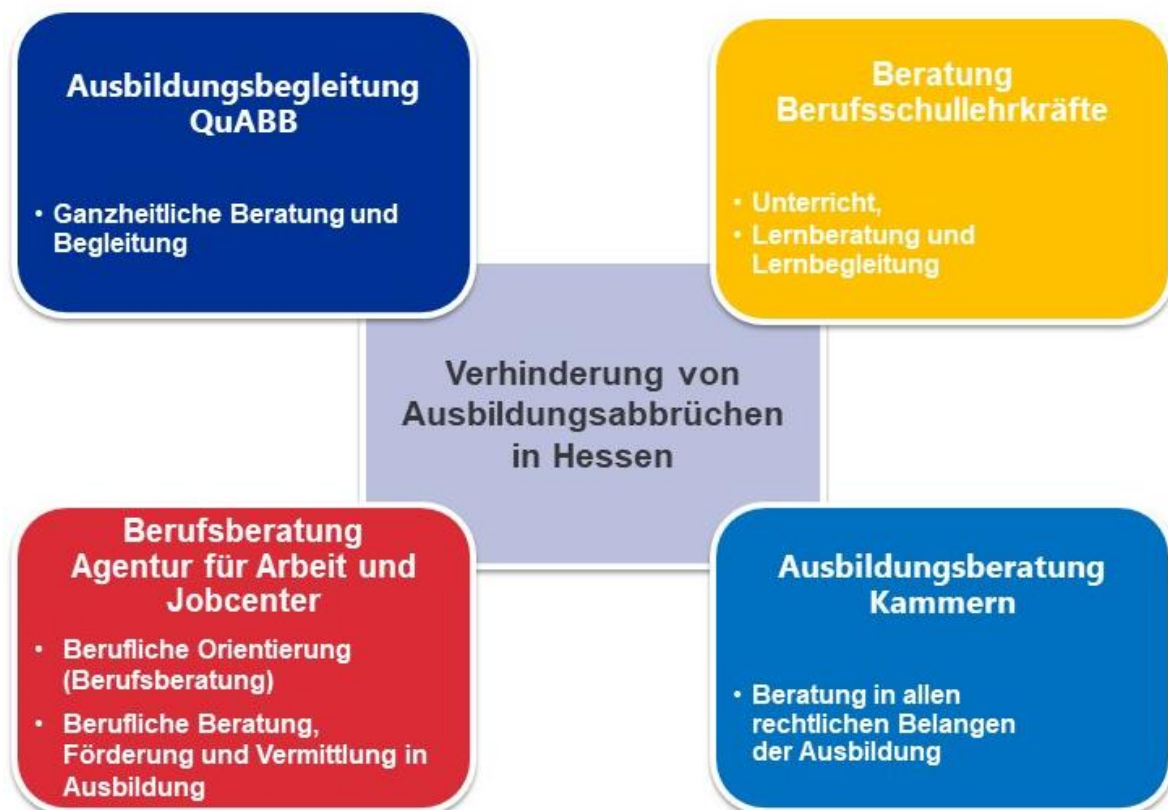 Ausbildungsbegleitung
QuABB
• Ganzheitliche Beratung und
Begleitung
Beratung
Berufsschullehrkräfte
• Unterricht,
• Lernberatung und
Lernbegleitung
Verhinderung von
Ausbildungsabbrüchen
in Hessen
Berufsberatung
Agentur für Arbeit und
Jobcenter
• Berufliche Orientierung
(Berufsberatung)
• Berufliche Beratung,
Förderung und Vermittlung in
Ausbildung
Ausbildungsberatung
Kammern
• Beratung in allen
rechtlichen Belangen
der Ausbildung